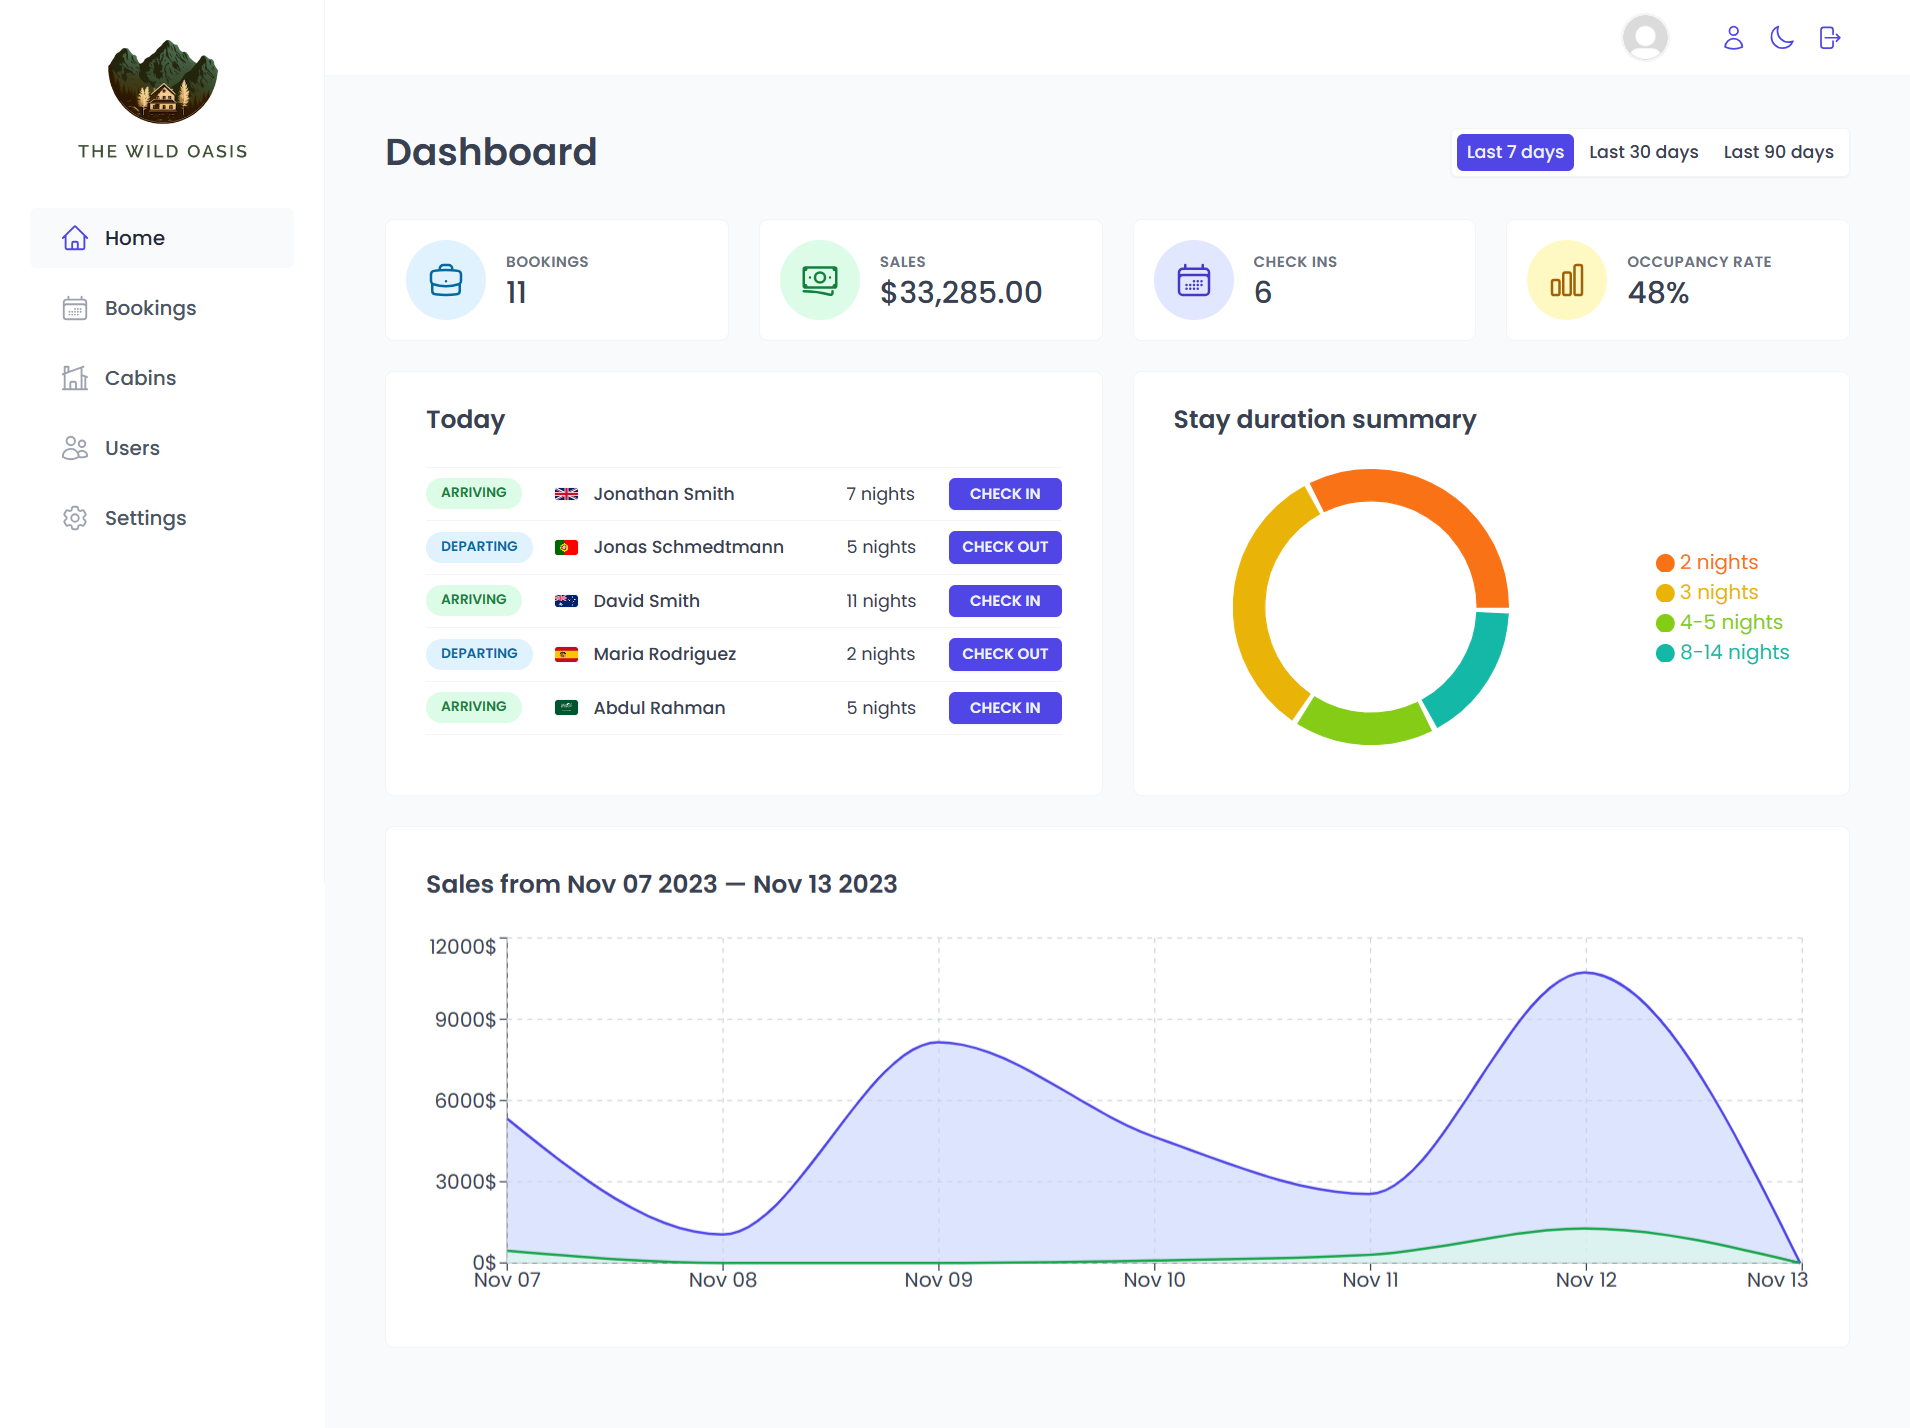 THE WILD OASIS
Home
Bookings
Cabins
Users
Settings
Dashboard
Last 7 days Last 30 days Last 90 days
BOOKINGS
11
SALES
$33,285.00
CHECK INS
6
OCCUPANCY RATE
48%
Today
ARRIVING Jonathan Smith 7 nights CHECK IN
DEPARTING Jonas Schmedtmann 5 nights CHECK OUT
ARRIVING David Smith 11 nights CHECK IN
DEPARTING Maria Rodriguez 2 nights CHECK OUT
ARRIVING Abdul Rahman 5 nights CHECK IN
Stay duration summary
2 nights
3 nights
4-5 nights
8-14 nights
Sales from Nov 07 2023 — Nov 13 2023
12000$
9000$
6000$
3000$
0$
Nov 07 Nov 08 Nov 09 Nov 10 Nov 11 Nov 12 Nov 13